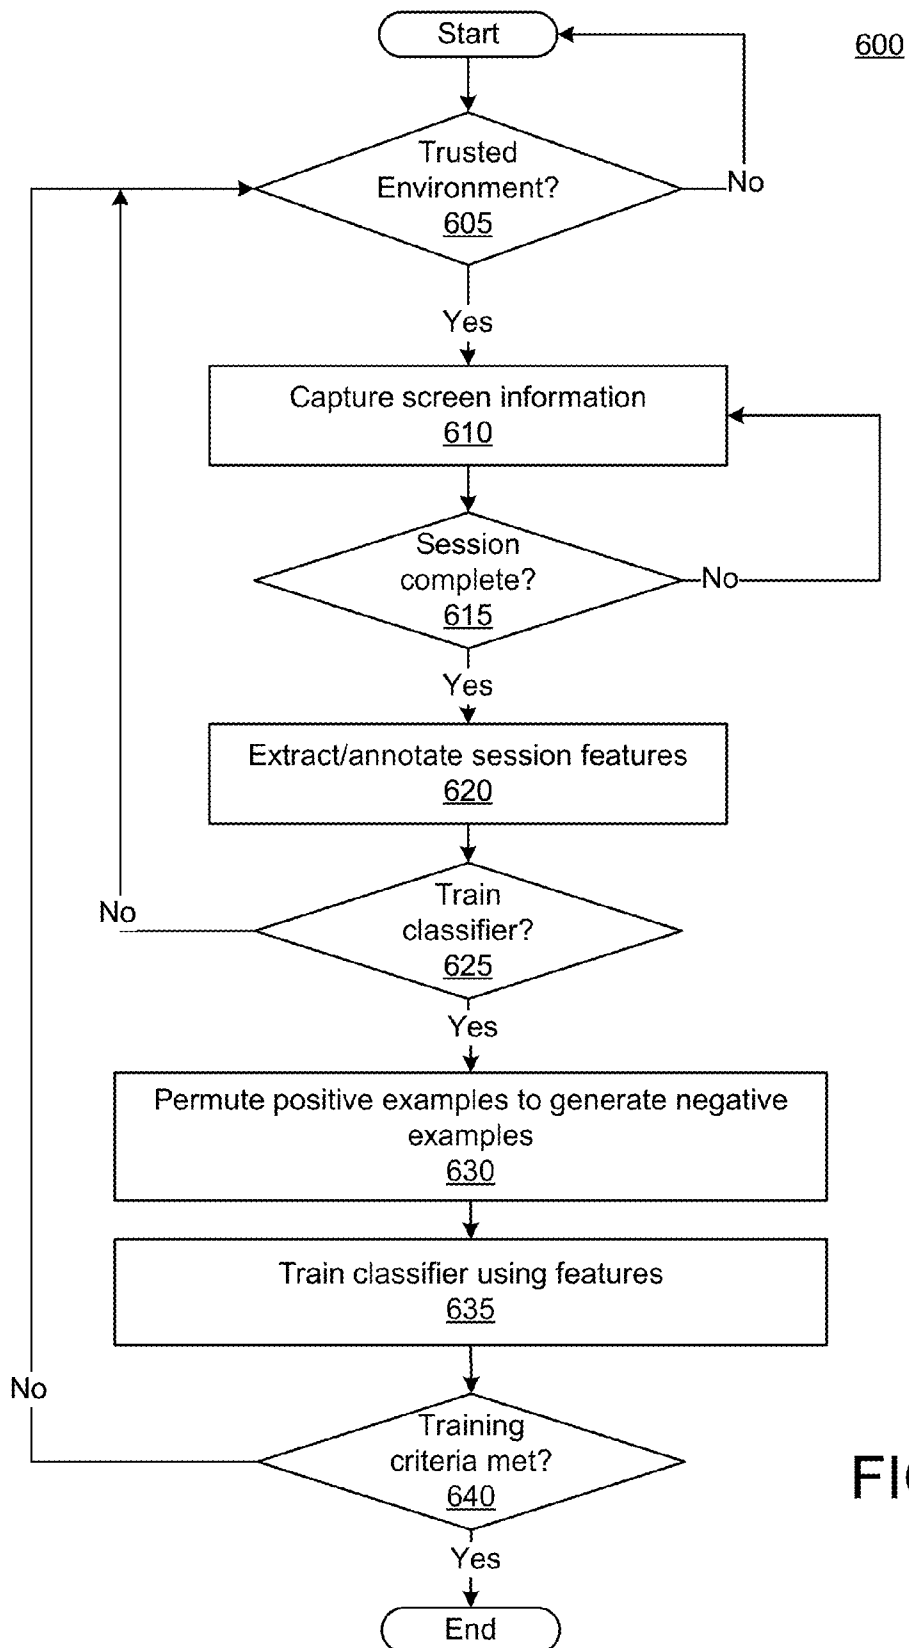 Start
600
Trusted
Environment?
605
No
Yes
Capture screen information
610
Session
complete?
615
No
Yes
Extract/annotate session features
620
Train
classifier?
625
No
Yes
Permute positive examples to generate negative
examples
630
Train classifier using features
635
No
Training
criteria met?
640
Yes
End